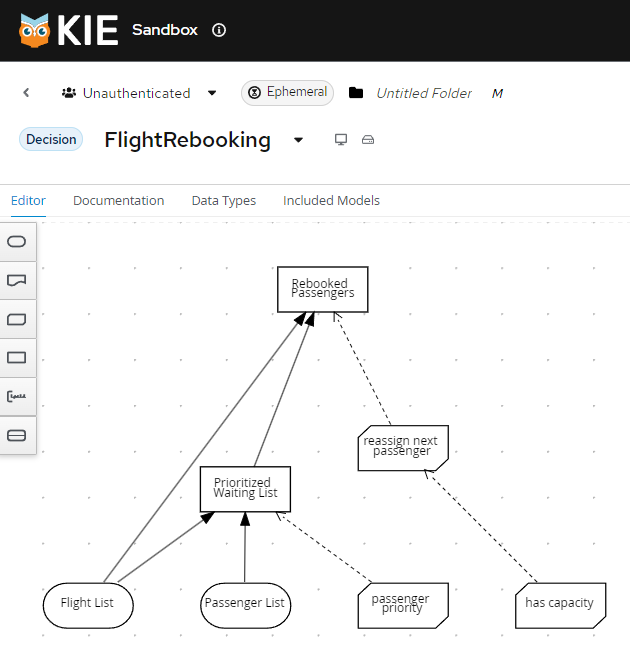 KIE Sandbox
Unauthenticated Ephemeral Untitled Folder M
Decision FlightRebooking
Editor Documentation Data Types Included Models
Rebooked
Passengers
reassign next
passenger
Prioritized
Waiting List
Flight List
Passenger List
passenger
priority
has capacity